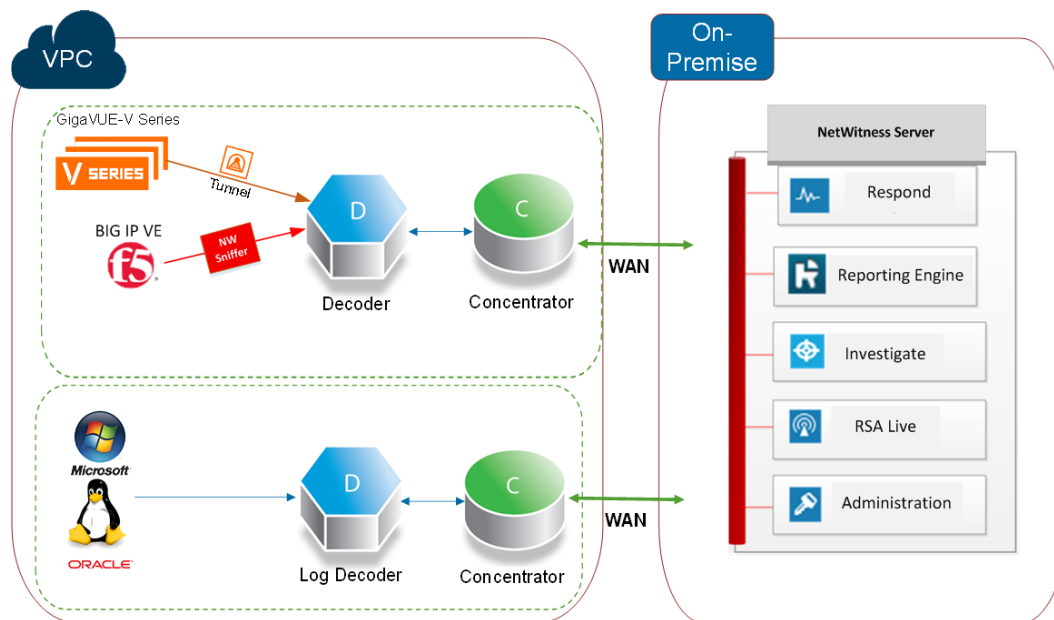 VPC
GigaVUE-V Series
V SERIES
Tunnel
BIG IP VE
f5
NW
Sniffer
D
Decoder
C
Concentrator
WAN
Microsoft
ORACLE
D
Log Decoder
C
Concentrator
WAN
On-
Premise
NetWitness Server
Respond
Reporting Engine
Investigate
RSA Live
Administration